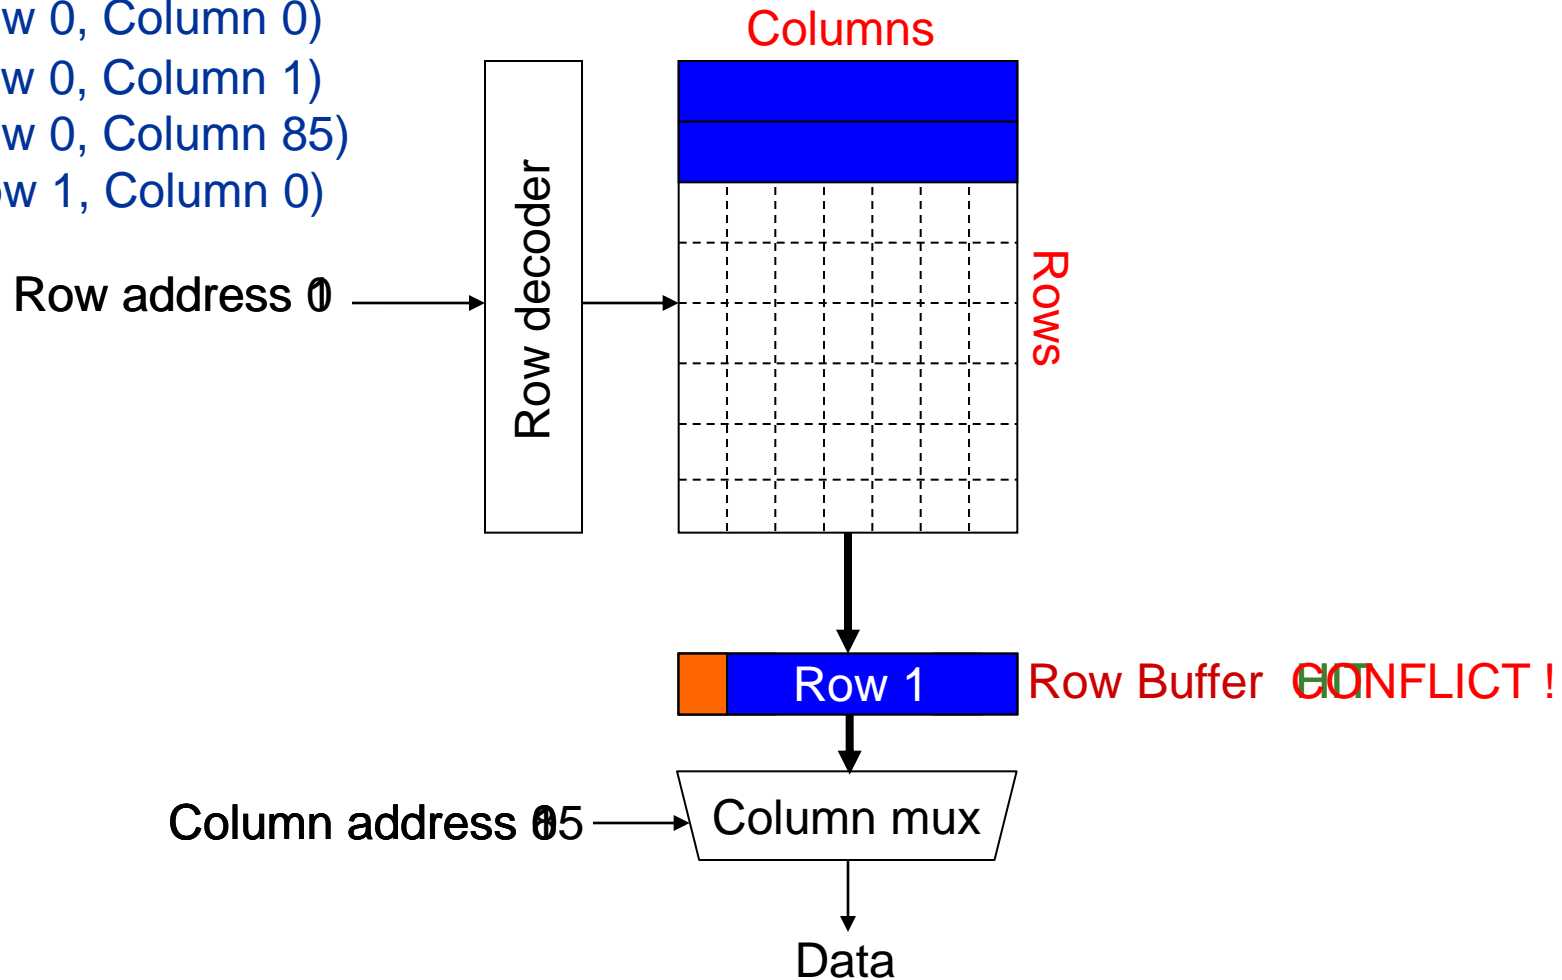 w 0, Column 0)
w 0, Column 1)
w 0, Column 85)
w 1, Column 0)
Columns
Row decoder
Rows
Row address
Row 1
Row Buffer CONFLICT !
Column address
Column mux
Data